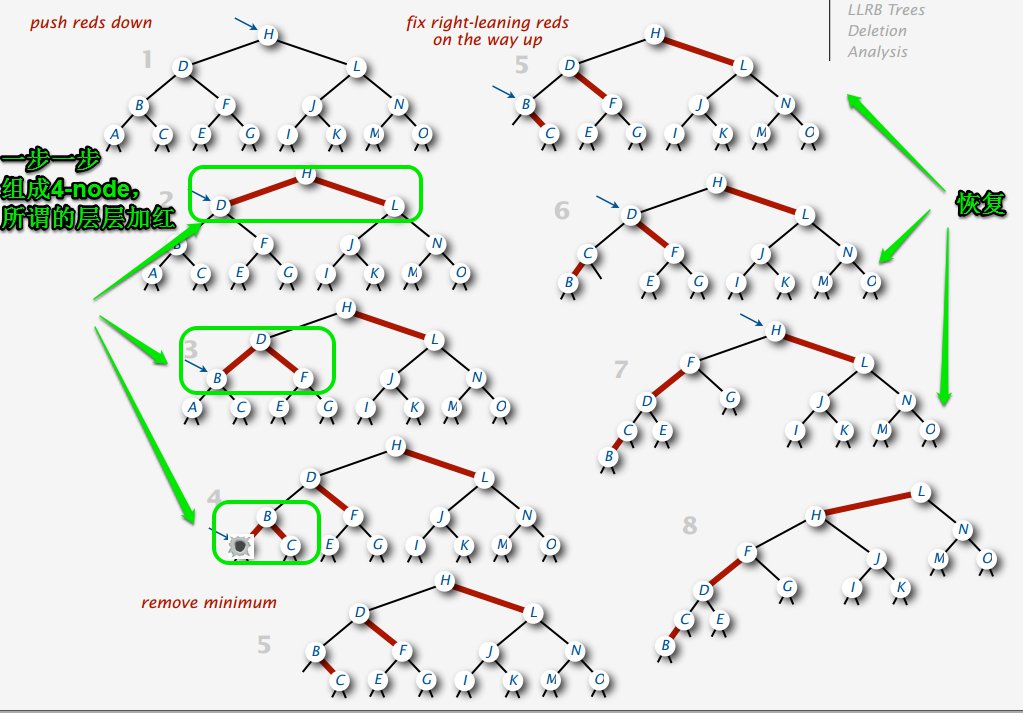 push reds down
1
H
D L
B F J N
A C E G I K M O
一步一步
组成4-node，
所谓的层层加红
2
H
D L
B F J N
A C E G I K M O
3
H
D L
B F J N
A C E G I K M O
4
H
D L
B F J N
C E G I K M O
remove minimum
5
H
D L
B F J N
C E G I K M O
fix right-leaning reds
on the way up
LLRB Trees
Deletion
Analysis
5
H
D L
B F J N
C E G I K M O
恢复
6
H
D L
C F J N
B E G I K M O
7
H
F L
D G J N
C E I K M O
B
8
L
H N
F J M O
D G I K
C E
B